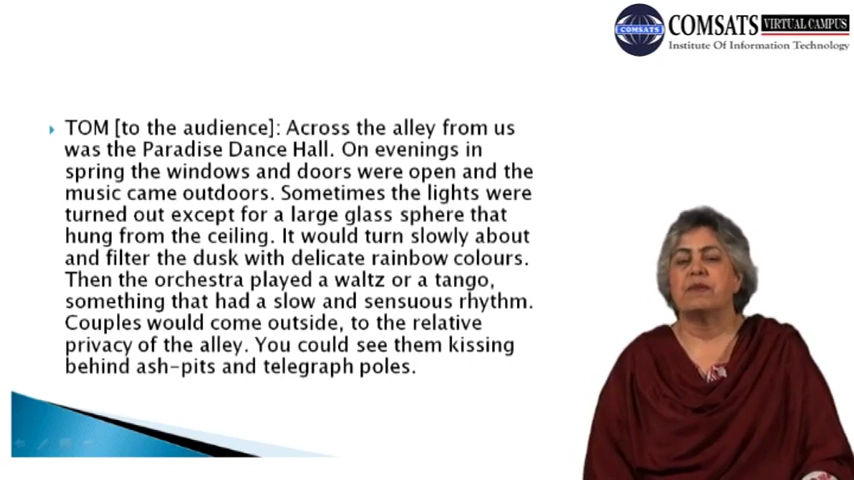 COMSATS
COMSATS
VIRTUAL CAMPUS
Institute Of Information Technology
TOM [to the audience]: Across the alley from us
was the Paradise Dance Hall. On evenings in
spring the windows and doors were open and the
music came outdoors. Sometimes the lights were
turned out except for a large glass sphere that
hung from the ceiling. It would turn slowly about
and filter the dusk with delicate rainbow colours.
Then the orchestra played a waltz or a tango,
something that had a slow and sensuous rhythm.
Couples would come outside, to the relative
privacy of the alley. You could see them kissing
behind ash-pits and telegraph poles.